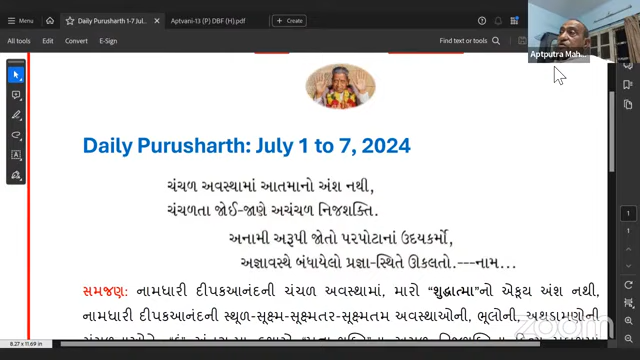 Menu
Daily Purusharth 1-7 Jul...
Aptvani-13 (P) DBF (H).pdf
+ Create
All tools
Edit
Convert
E-Sign
Find text or tools
Aptputra Mah...
Daily Purusharth: July 1 to 7, 2024
ચંચળ અવસ્થામાં આતમાનો અંશ નથી,
ચંચળતા જોઈ-જાણે અચંચળ નિજશક્તિ.
અનામી અરૂપી જોતો પરપોટાનાં ઉદયકર્મો,
અજ્ઞાવસ્થે બંધાયેલો પ્રજ્ઞા-સ્થિતે ઊકલતો.---નામ...
સમજણ: નામધારી દીપકઆનંદની ચંચળ અવસ્થામાં, મારો "શુદ્ધાત્મા"નો એકૂય અંશ નથી,
નામધારી દીપકઆનંદની સ્થૂળ-સૂક્ષ્મ-સૂક્ષ્મતર-સૂક્ષ્મતમ અવસ્થાઓની, ભૂલોની, અથડામણોની
1
1
8.27 x 11.69 in
zoom